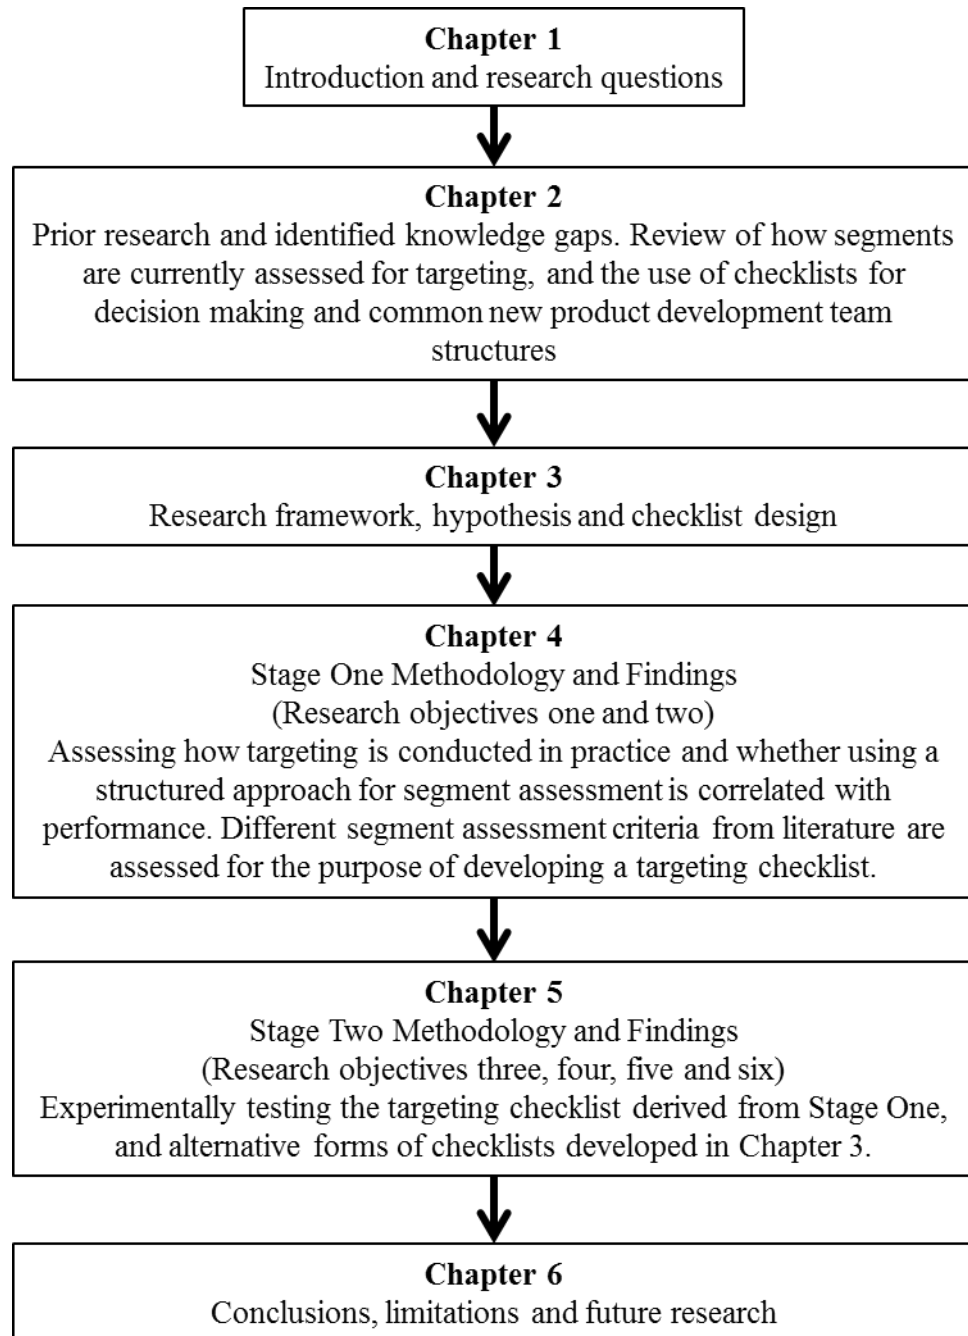 Chapter 1
Introduction and research questions
Chapter 2
Prior research and identified knowledge gaps. Review of how segments
are currently assessed for targeting, and the use of checklists for
decision making and common new product development team
structures
Chapter 3
Research framework, hypothesis and checklist design
Chapter 4
Stage One Methodology and Findings
(Research objectives one and two)
Assessing how targeting is conducted in practice and whether using a
structured approach for segment assessment is correlated with
performance. Different segment assessment criteria from literature are
assessed for the purpose of developing a targeting checklist.
Chapter 5
Stage Two Methodology and Findings
(Research objectives three, four, five and six)
Experimentally testing the targeting checklist derived from Stage One,
and alternative forms of checklists developed in Chapter 3.
Chapter 6
Conclusions, limitations and future research